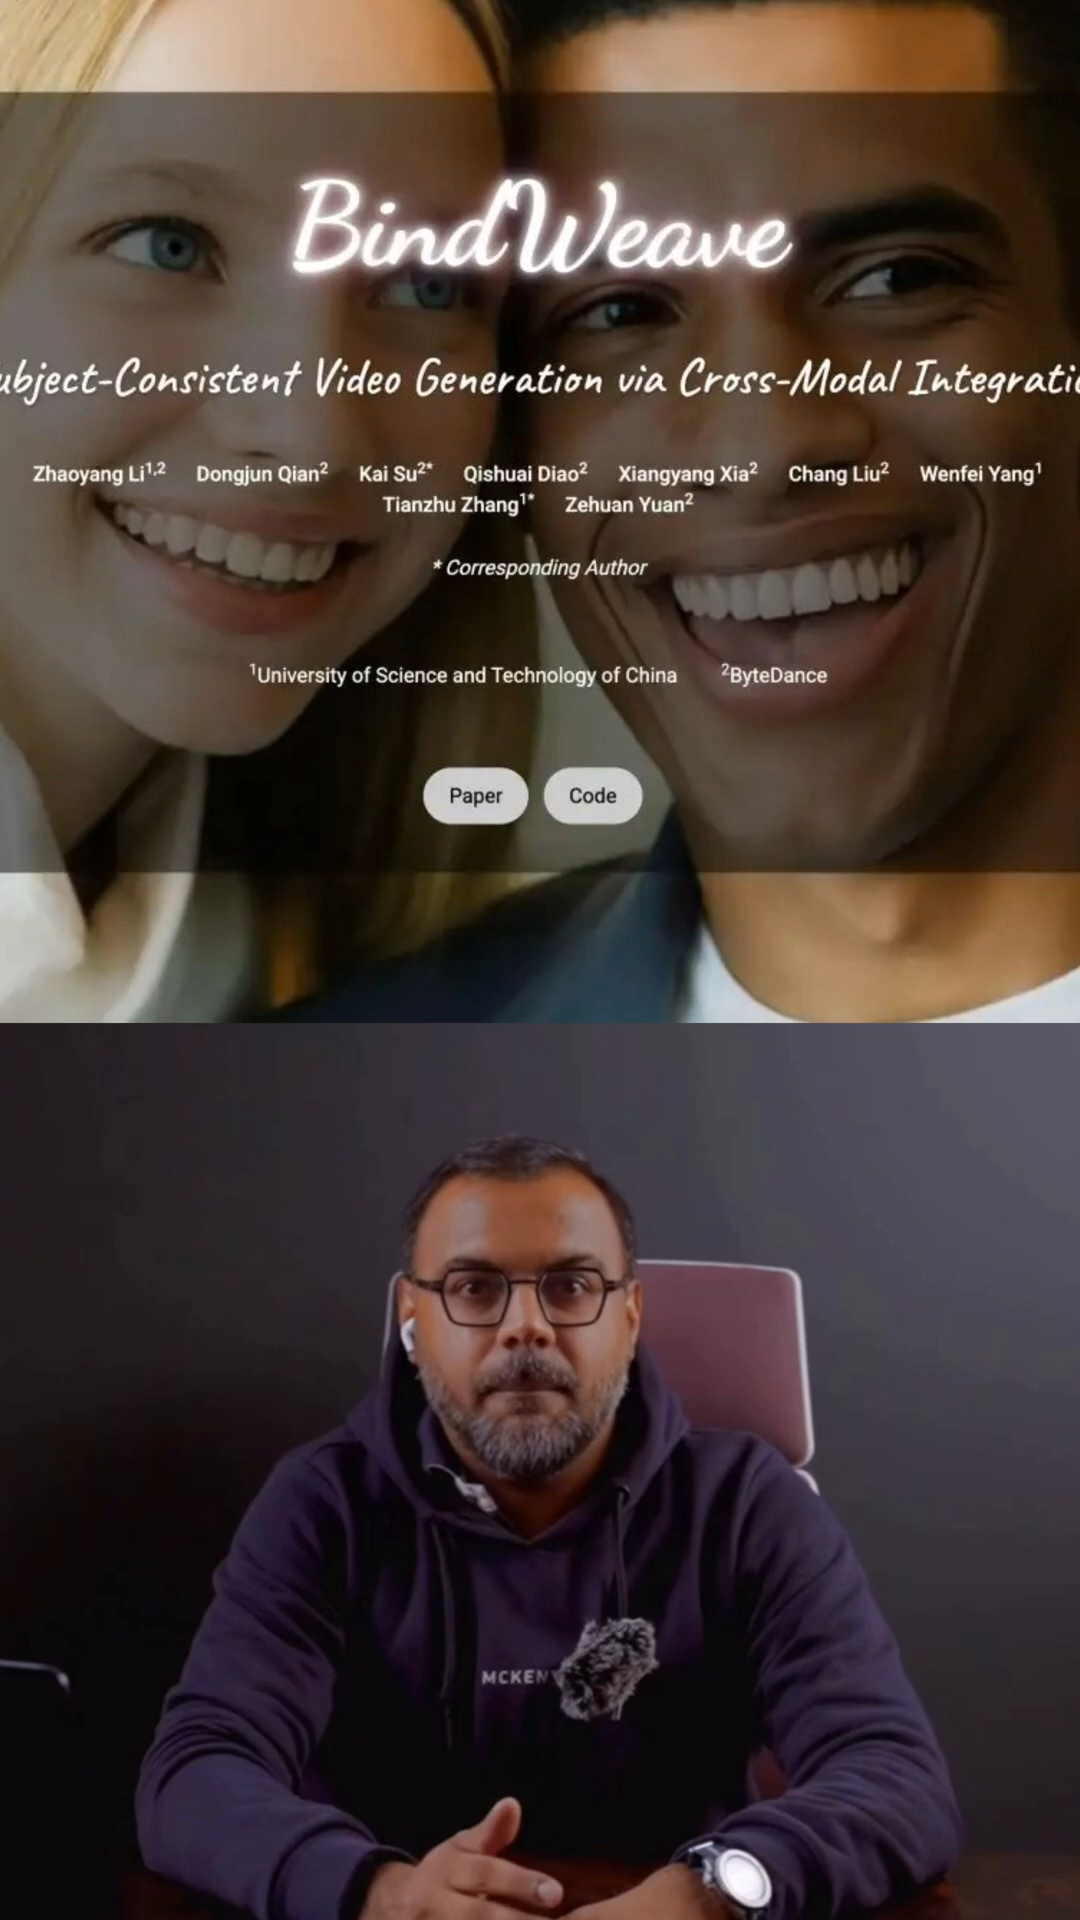 BindWeave
ubject-Consistent Video Generation via Cross-Modal Integratio
Zhaoyang Li1,2 Dongjun Qian2 Kai Su2* Qishuai Diao2 Xiangyang Xia2 Chang Liu2 Wenfei Yang1
Tianzhu Zhang1* Zehuan Yuan2
* Corresponding Author
1University of Science and Technology of China 2ByteDance
Paper Code
MCKEN